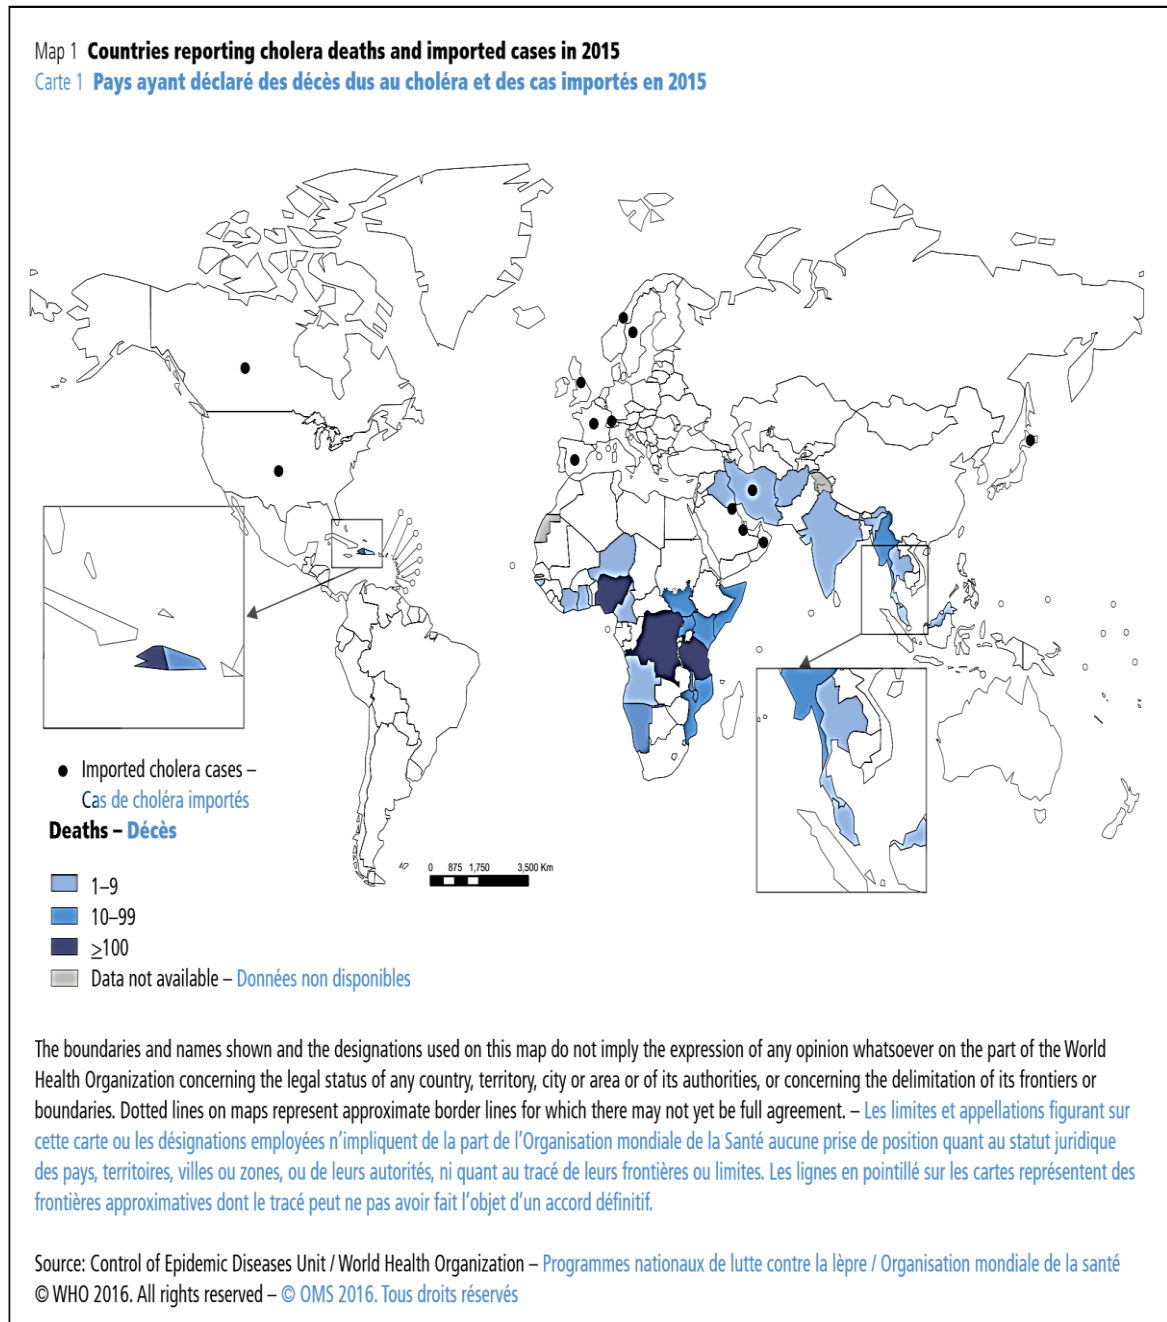 Map 1 Countries reporting cholera deaths and imported cases in 2015
Carte 1 Pays ayant déclaré des décès dus au choléra et des cas importés en 2015
Imported cholera cases –
Cas de choléra importés
Deaths – Décès
1–9
10–99
≥100
Data not available – Données non disponibles
0 875 1,750 3,500 Km
The boundaries and names shown and the designations used on this map do not imply the expression of any opinion whatsoever on the part of the World
Health Organization concerning the legal status of any country, territory, city or area or of its authorities, or concerning the delimitation of its frontiers or
boundaries. Dotted lines on maps represent approximate border lines for which there may not yet be full agreement. – Les limites et appellations figurant sur
cette carte ou les désignations employées n’impliquent de la part de l’Organisation mondiale de la Santé aucune prise de position quant au statut juridique
des pays, territoires, villes ou zones, ou de leurs autorités, ni quant au tracé de leurs frontières ou limites. Les lignes en pointillé sur les cartes représentent des
frontières approximatives dont le tracé peut ne pas avoir fait l’objet d’un accord définitif.
Source: Control of Epidemic Diseases Unit / World Health Organization – Programmes nationaux de lutte contre la lèpre / Organisation mondiale de la santé
© WHO 2016. All rights reserved – © OMS 2016. Tous droits réservés